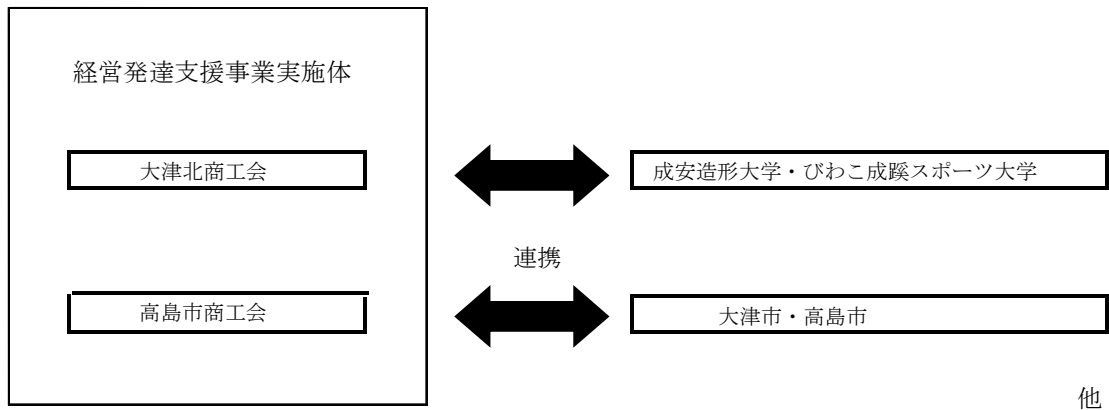 経営発達支援事業実施体
大津北商工会
成安造形大学・びわこ成蹊スポーツ大学
連携
高島市商工会
大津市・高島市
他